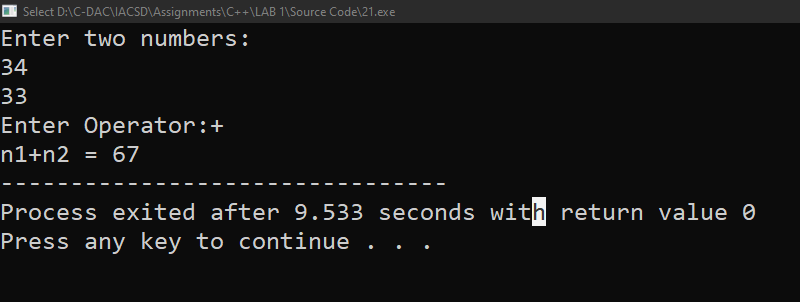 Select D:\C-DAC\IACSD\Assignments\C++\LAB 1\Source Code\21.exe
Enter two numbers:
34
33
Enter Operator:+
n1+n2 = 67
--------------------------------
Process exited after 9.533 seconds with return value 0
Press any key to continue . . .